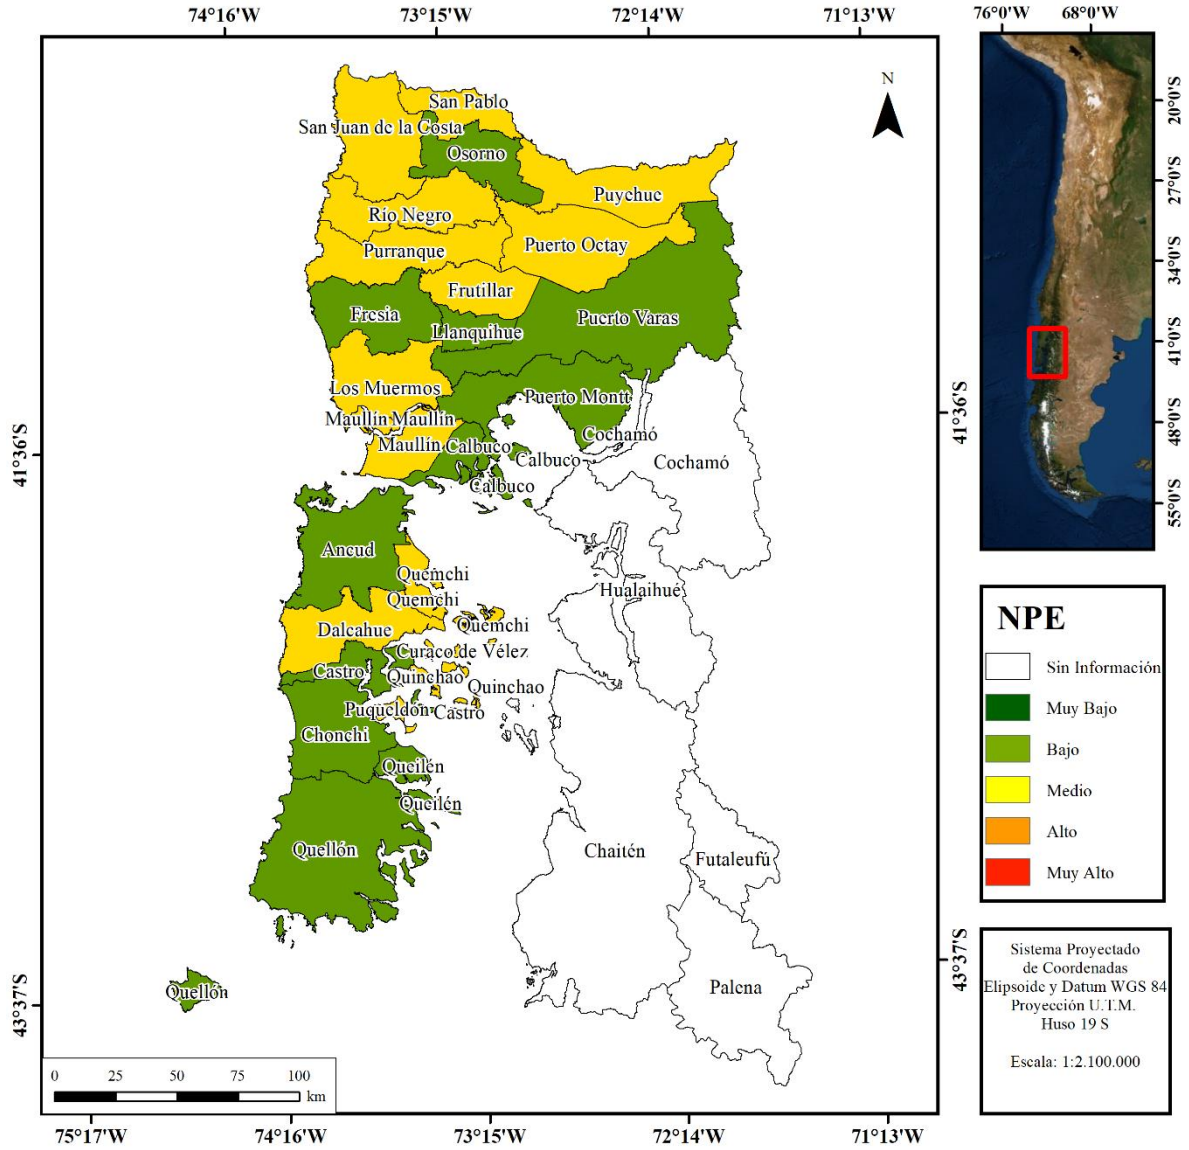 74°16'W
73°15'W
72°14'W
71°13'W
76°0'W
68°0'W
N
San Pablo
San Juan de la Costa
Osorno
Puyehue
Río Negro
Puerto Octay
Purranque
Frutillar
Fresia
Puerto Varas
Llanquihue
Los Muermos
Puerto Montt
Maullín
Maullín
Cochamó
Maullín
Calbuco
Calbuco
Cochamó
Calbuco
Ancud
Quemchi
Hualaihué
Quemchi
Quemchi
Dalcahue
Curaco de Vélez
Castro
Quinchao
Quinchao
Puqueldón
Castro
Chonchi
Queilén
Queilén
Quellón
Chaitén
Futaleufú
Palena
Quellón
41°36'S
43°37'S
41°36'S
43°37'S
0
25
50
75
100
km
75°17'W
74°16'W
73°15'W
72°14'W
71°13'W
20°0'S
27°0'S
34°0'S
41°0'S
48°0'S
55°0'S
NPE
Sin Información
Muy Bajo
Bajo
Medio
Alto
Muy Alto
Sistema Proyectado
de Coordenadas
Elipsoide y Datum WGS 84
Proyección U.T.M.
Huso 19 S
Escala: 1:2.100.000